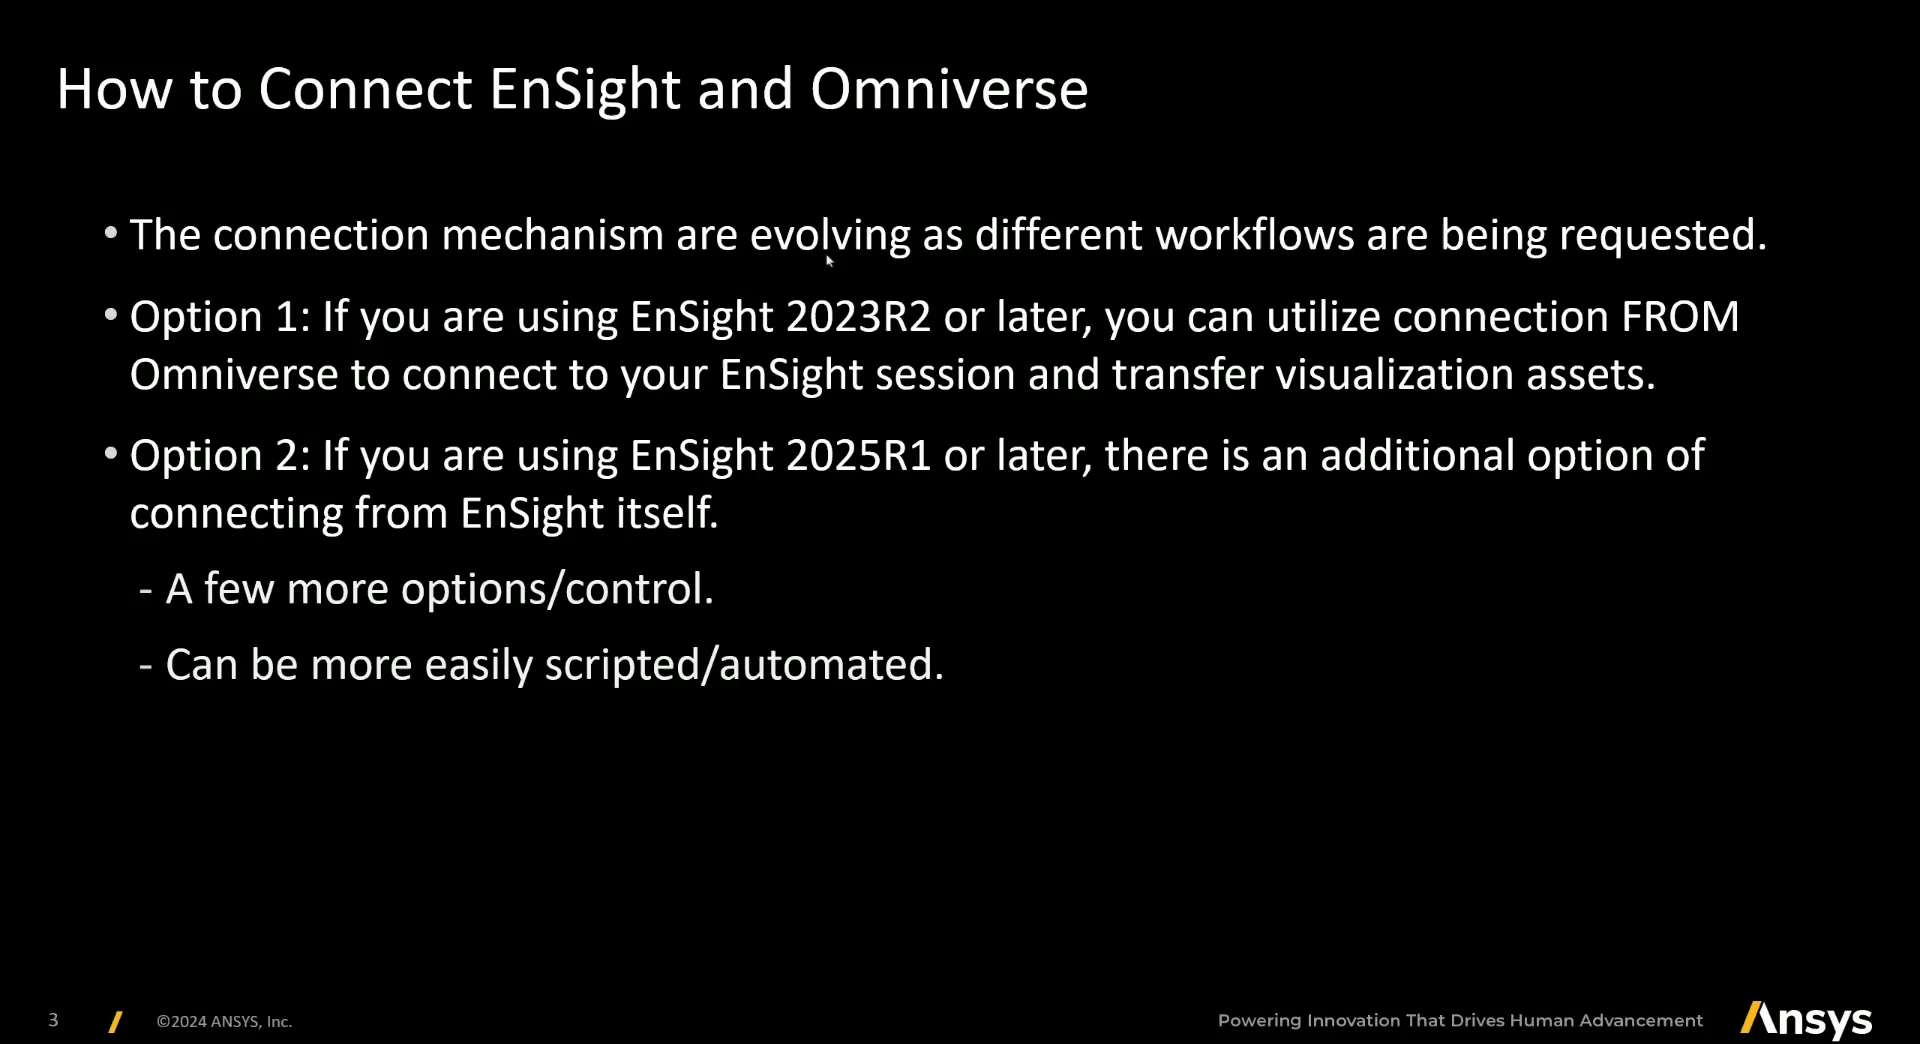 How to Connect EnSight and Omniverse
• The connection mechanism are evolving as different workflows are being requested.
• Option 1: If you are using EnSight 2023R2 or later, you can utilize connection FROM
Omniverse to connect to your EnSight session and transfer visualization assets.
• Option 2: If you are using EnSight 2025R1 or later, there is an additional option of
connecting from EnSight itself.
- A few more options/control.
- Can be more easily scripted/automated.
3
©2024 ANSYS, Inc.
Powering Innovation That Drives Human Advancement
Ansys